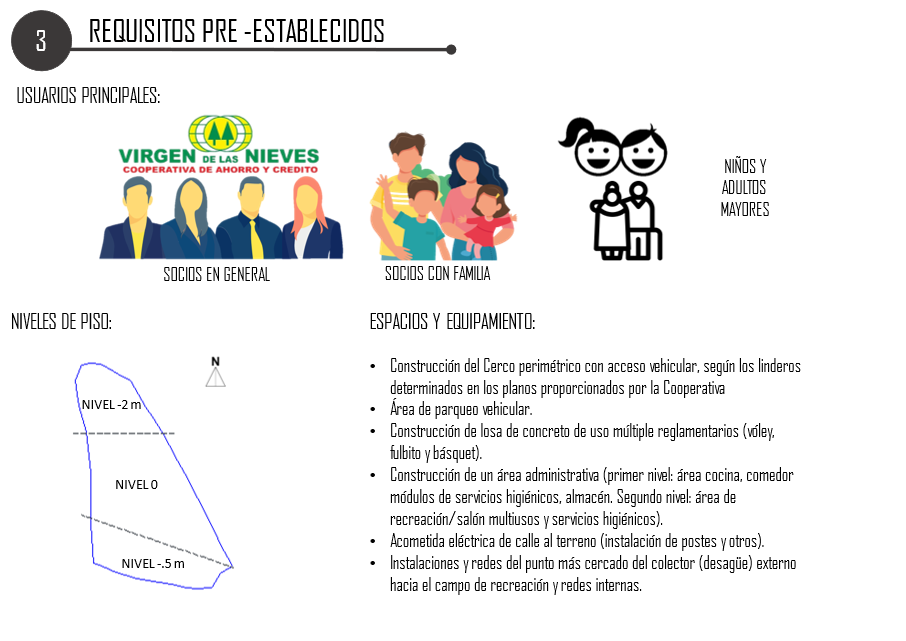 3
REQUISITOS PRE -ESTABLECIDOS
USUARIOS PRINCIPALES:
VIRGEN DE LAS NIEVES
COOPERATIVA DE AHORRO Y CREDITO
SOCIOS EN GENERAL
SOCIOS CON FAMILIA
NIÑOS Y
ADULTOS
MAYORES
NIVELES DE PISO:
N
NIVEL -2 m
NIVEL 0
NIVEL -.5 m
ESPACIOS Y EQUIPAMIENTO:
• Construcción del Cerco perimétrico con acceso vehicular, según los linderos
determinados en los planos proporcionados por la Cooperativa
• Área de parqueo vehicular.
• Construcción de losa de concreto de uso múltiple reglamentarios (vóley,
fulbito y básquet).
• Construcción de un área administrativa (primer nivel: área cocina, comedor
módulos de servicios higiénicos, almacén. Segundo nivel: área de
recreación/salón multiusos y servicios higiénicos).
• Acometida eléctrica de calle al terreno (instalación de postes y otros).
• Instalaciones y redes del punto más cercado del colector (desagüe) externo
hacia el campo de recreación y redes internas.